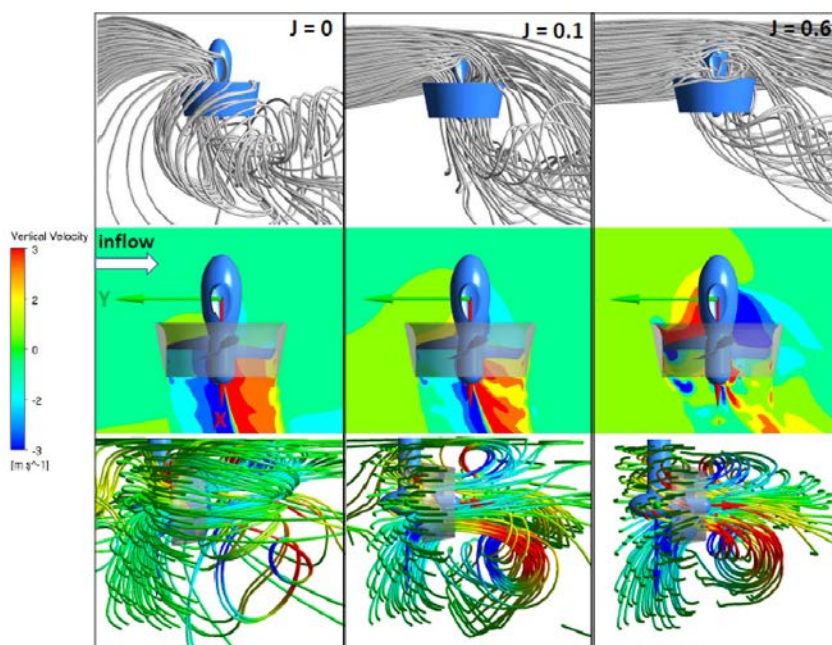 J = 0
J = 0.1
J = 0.6
Vertical Velocity
3
2
0
-2
-3
[m s^-1]
inflow
Y
X